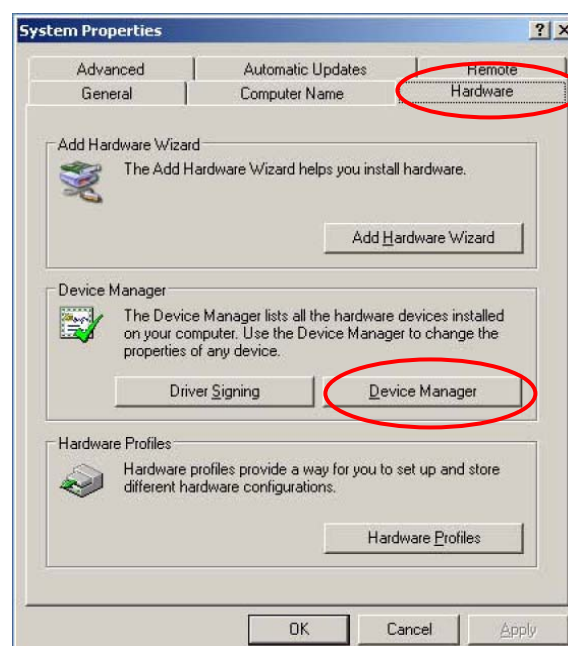 System Properties
Advanced Automatic Updates Remote
General Computer Name Hardware
Add Hardware Wizard
The Add Hardware Wizard helps you install hardware.
Add Hardware Wizard
Device Manager
The Device Manager lists all the hardware devices installed
on your computer. Use the Device Manager to change the
properties of any device.
Driver Signing Device Manager
Hardware Profiles
Hardware profiles provide a way for you to set up and store
different hardware configurations.
Hardware Profiles
OK Cancel Apply